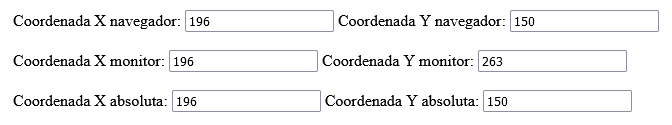 Coordenada X navegador: 196 Coordenada Y navegador: 150
Coordenada X monitor: 196 Coordenada Y monitor: 263
Coordenada X absoluta: 196 Coordenada Y absoluta: 150